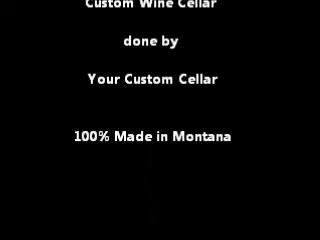 Custom Wine Cellar
done by
Your Custom Cellar
100% Made in Montana